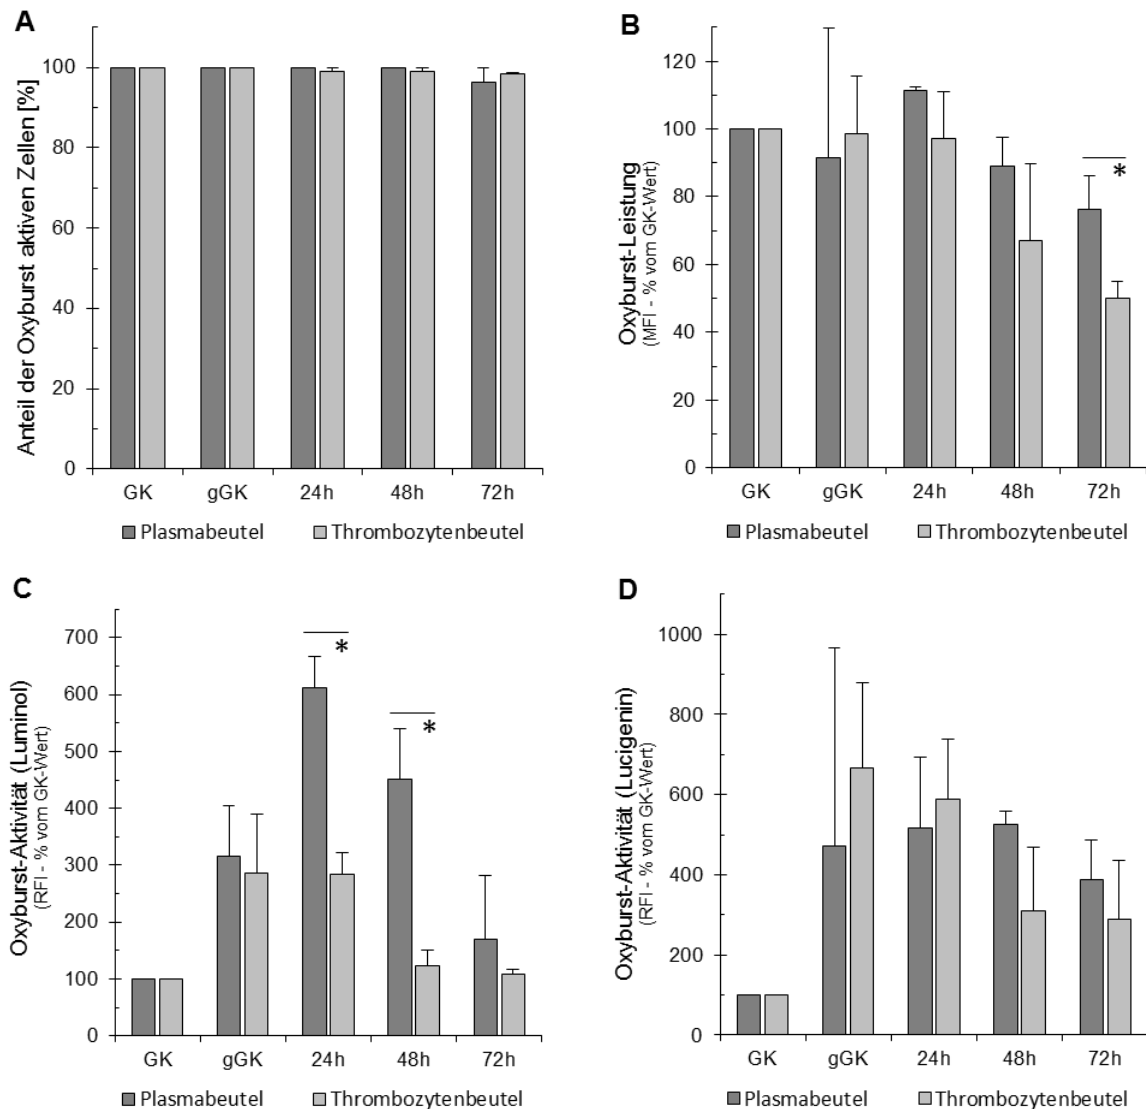 A
Anteil der Oxyburst aktiven Zellen [%]
100
80
60
40
20
0
GK gGK 24h 48h 72h
Plasmabeutel Thrombozytenbeutel
B
Oxyburst-Leistung
(MFI - % vom GK-Wert)
120
100
80
60
40
20
0
*
GK gGK 24h 48h 72h
Plasmabeutel Thrombozytenbeutel
C
Oxyburst-Aktivität (Luminol)
(RFI - % vom GK-Wert)
700
600
500
400
300
200
100
0
*
*
GK gGK 24h 48h 72h
Plasmabeutel Thrombozytenbeutel
D
Oxyburst-Aktivität (Lucigenin)
(RFI - % vom GK-Wert)
1000
800
600
400
200
0
GK gGK 24h 48h 72h
Plasmabeutel Thrombozytenbeutel